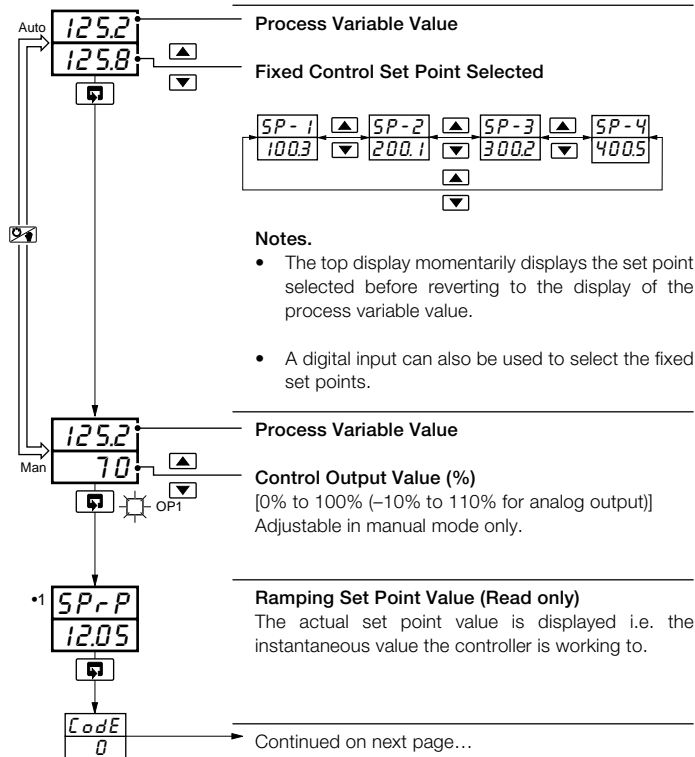 Auto
125.2
Process Variable Value
125.8
Fixed Control Set Point Selected
SP-1 SP-2 SP-3 SP-4
100.3 200.1 300.2 400.5
Notes.
• The top display momentarily displays the set point
selected before reverting to the display of the
process variable value.
• A digital input can also be used to select the fixed
set points.
125.2
Process Variable Value
Man
70
Control Output Value (%)
OP1
[0% to 100% (–10% to 110% for analog output)]
Adjustable in manual mode only.
•1
SPrP
Ramping Set Point Value (Read only)
12.05
The actual set point value is displayed i.e. the
instantaneous value the controller is working to.
CodE
0
Continued on next page…